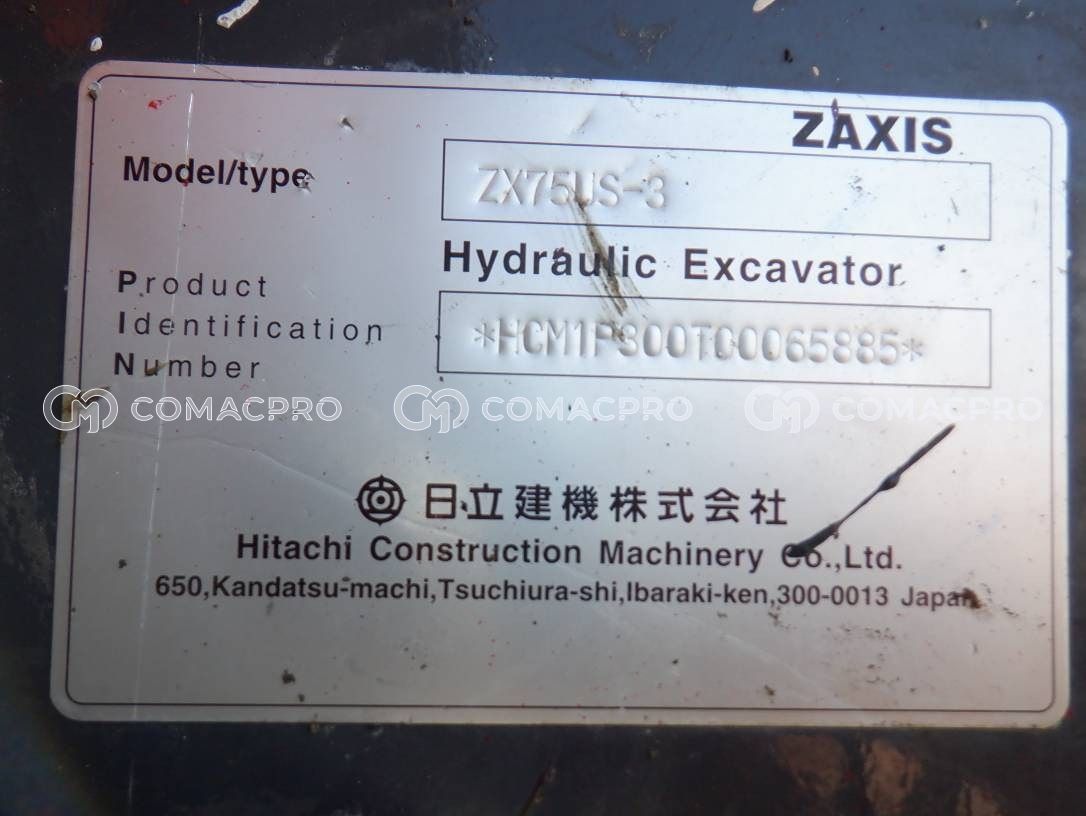 ZAXIS
Model/type
ZX75US-3
Hydraulic Excavator
Product
Identification
Number
*HCM1P300T00065885*
COMACPRO COMACPRO COMACPRO
日立建機株式会社
Hitachi Construction Machinery Co.,Ltd.
650,Kandatsu-machi,Tsuchiura-shi,Ibaraki-ken,300-0013 Japan